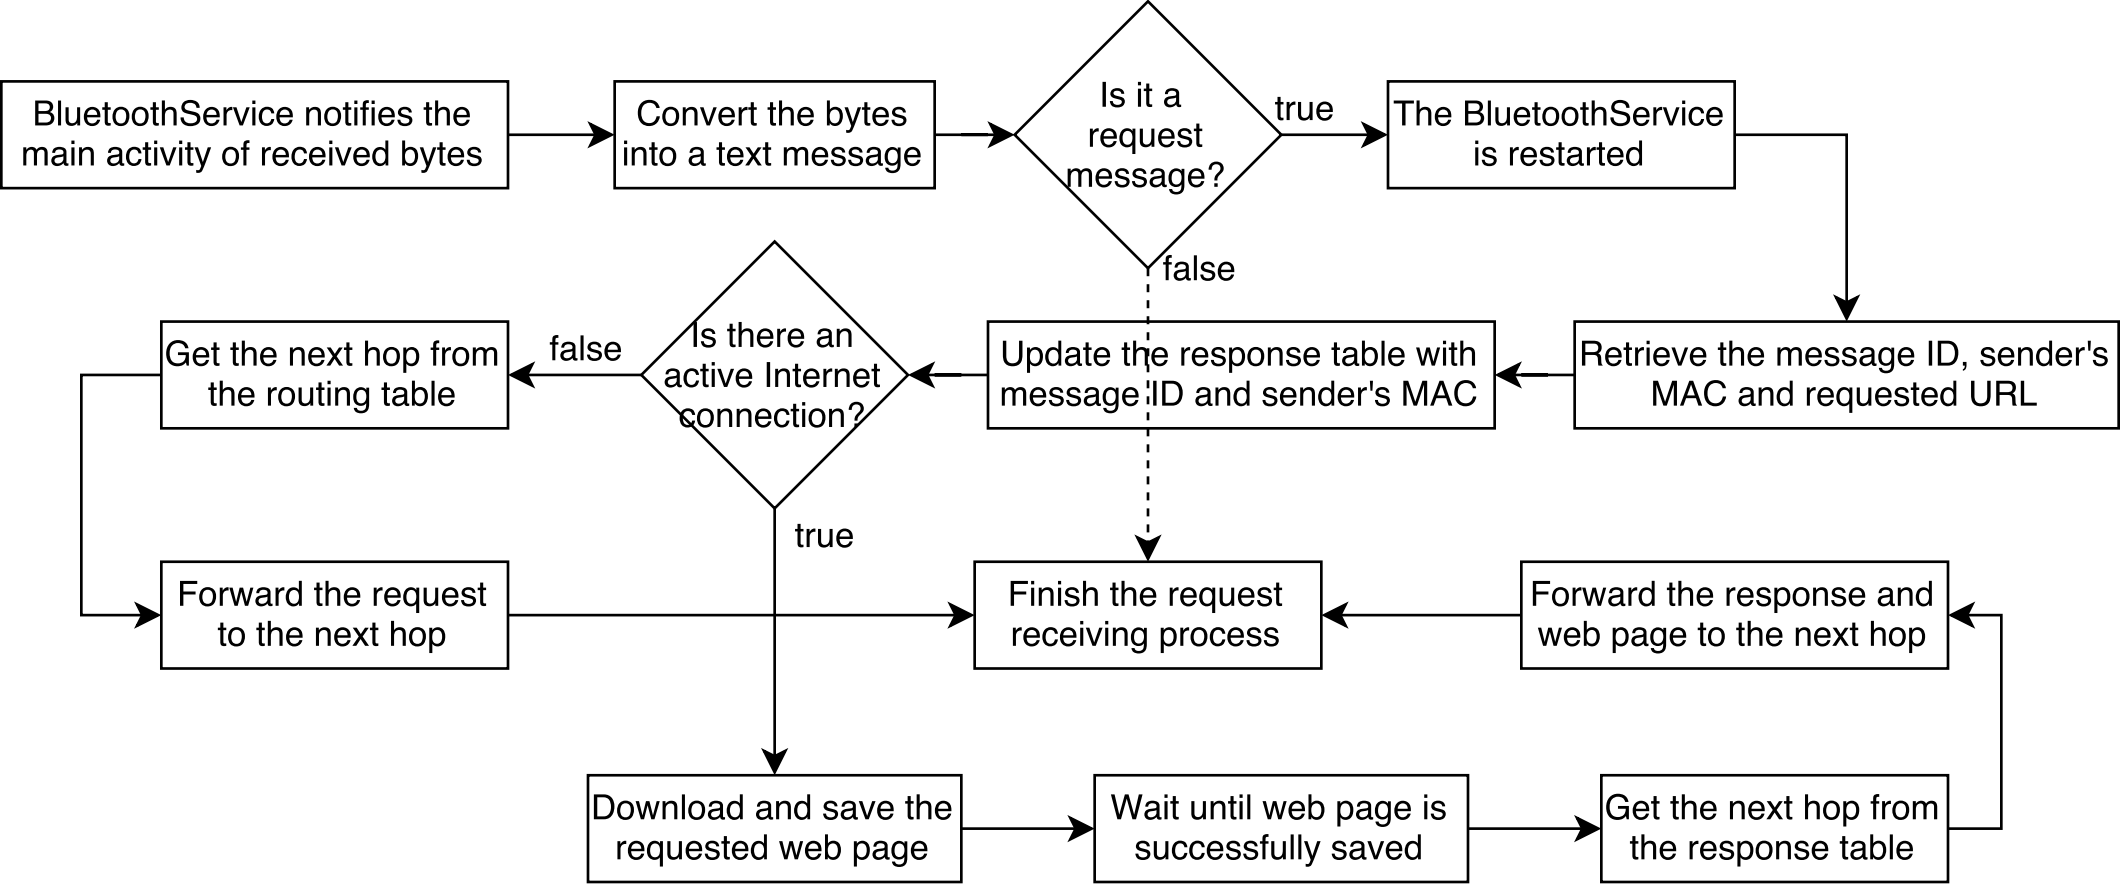 BluetoothService notifies the
main activity of received bytes
Convert the bytes
into a text message
Is it a
request
message?
true
The BluetoothService
is restarted
false
Get the next hop from
the routing table
false
Is there an
active Internet
connection?
Update the response table with
message ID and sender's MAC
Retrieve the message ID, sender's
MAC and requested URL
true
Forward the request
to the next hop
Finish the request
receiving process
Forward the response and
web page to the next hop
Download and save the
requested web page
Wait until web page is
successfully saved
Get the next hop from
the response table